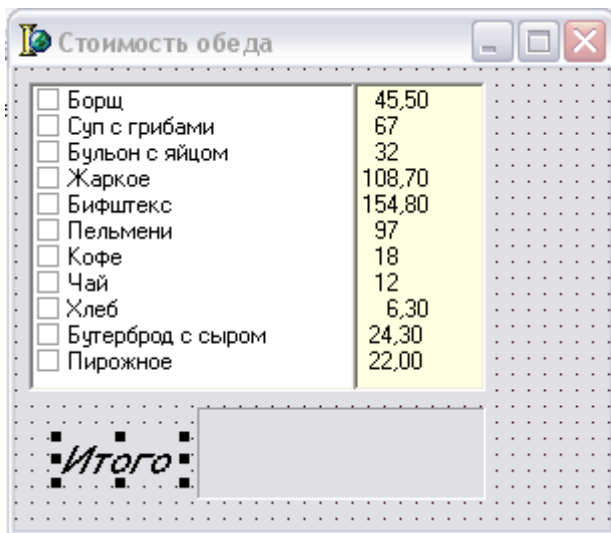 Стоимость обеда
Борщ 45,50
Суп с грибами 67
Бульон с яйцом 32
Жаркое 108,70
Бифштекс 154,80
Пельмени 97
Кофе 18
Чай 12
Хлеб 6,30
Бутерброд с сыром 24,30
Пирожное 22,00
Итого